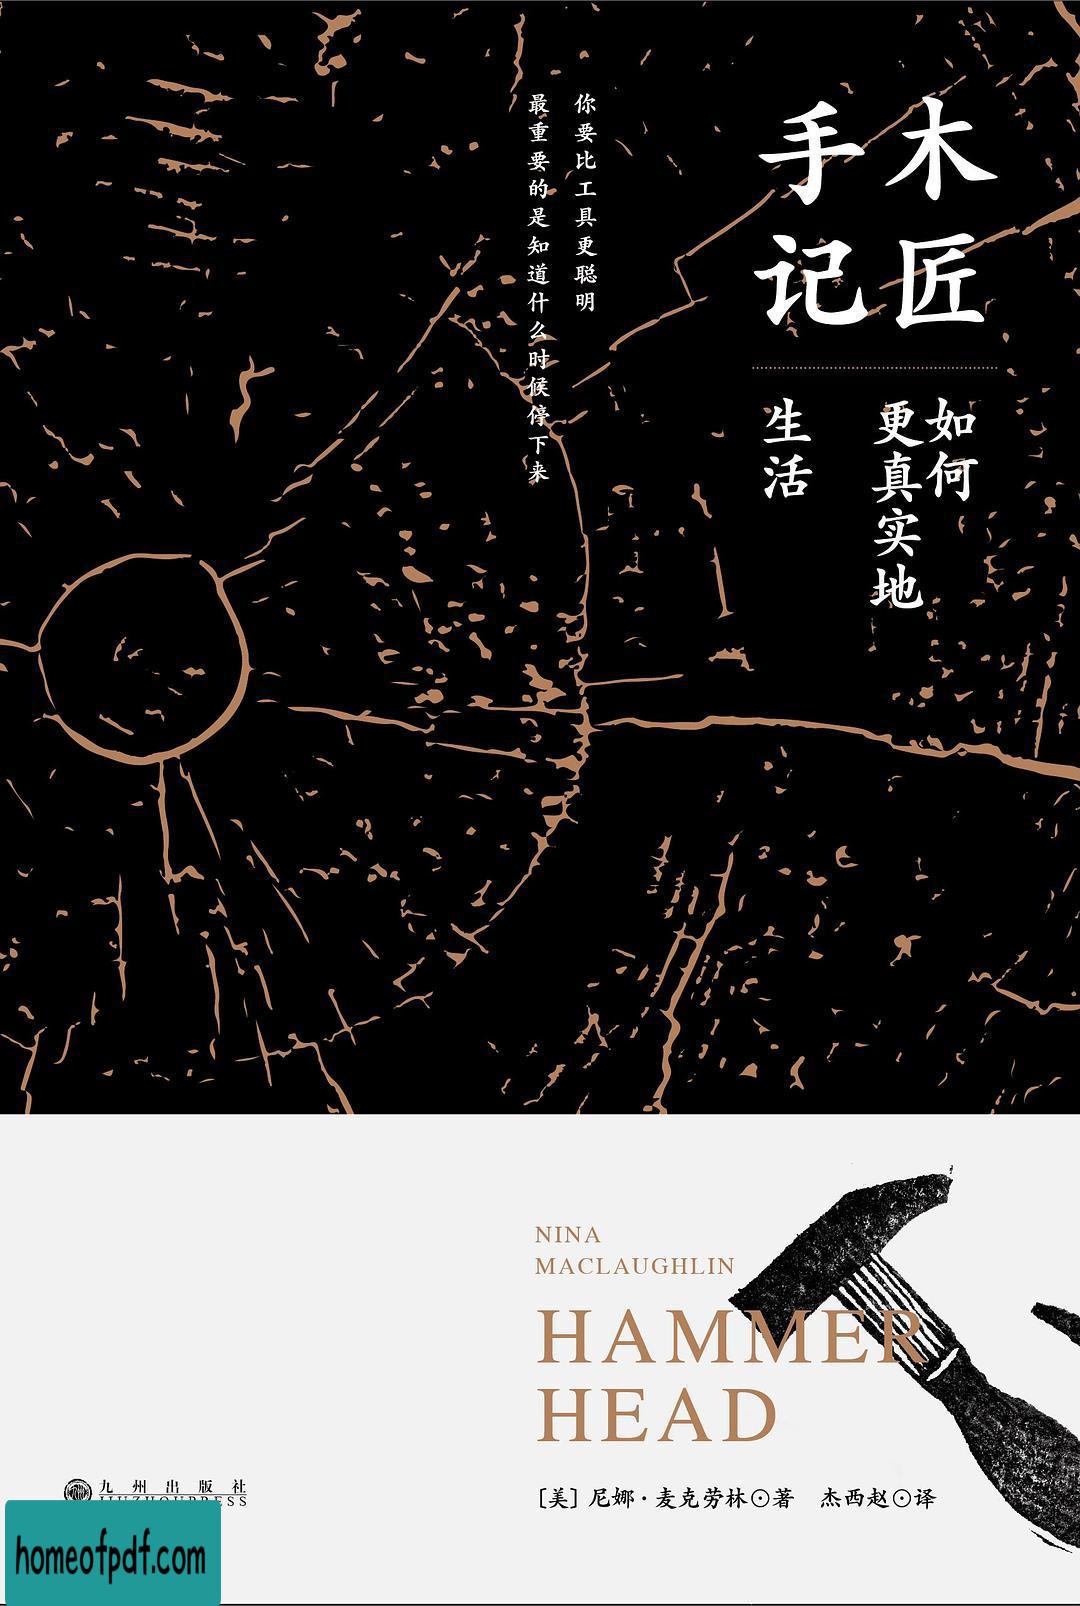 木匠
手记
如何
更真实地
生活
你要比工具更聪明
最重要的是知道什么时候停下来
NINA
MACLAUGHLIN
HAMMER
HEAD
[美] 尼娜·麦克劳林⊙著 杰西赵⊙译
九州出版社
JIUZHOUPRESS
homeofpdf.com